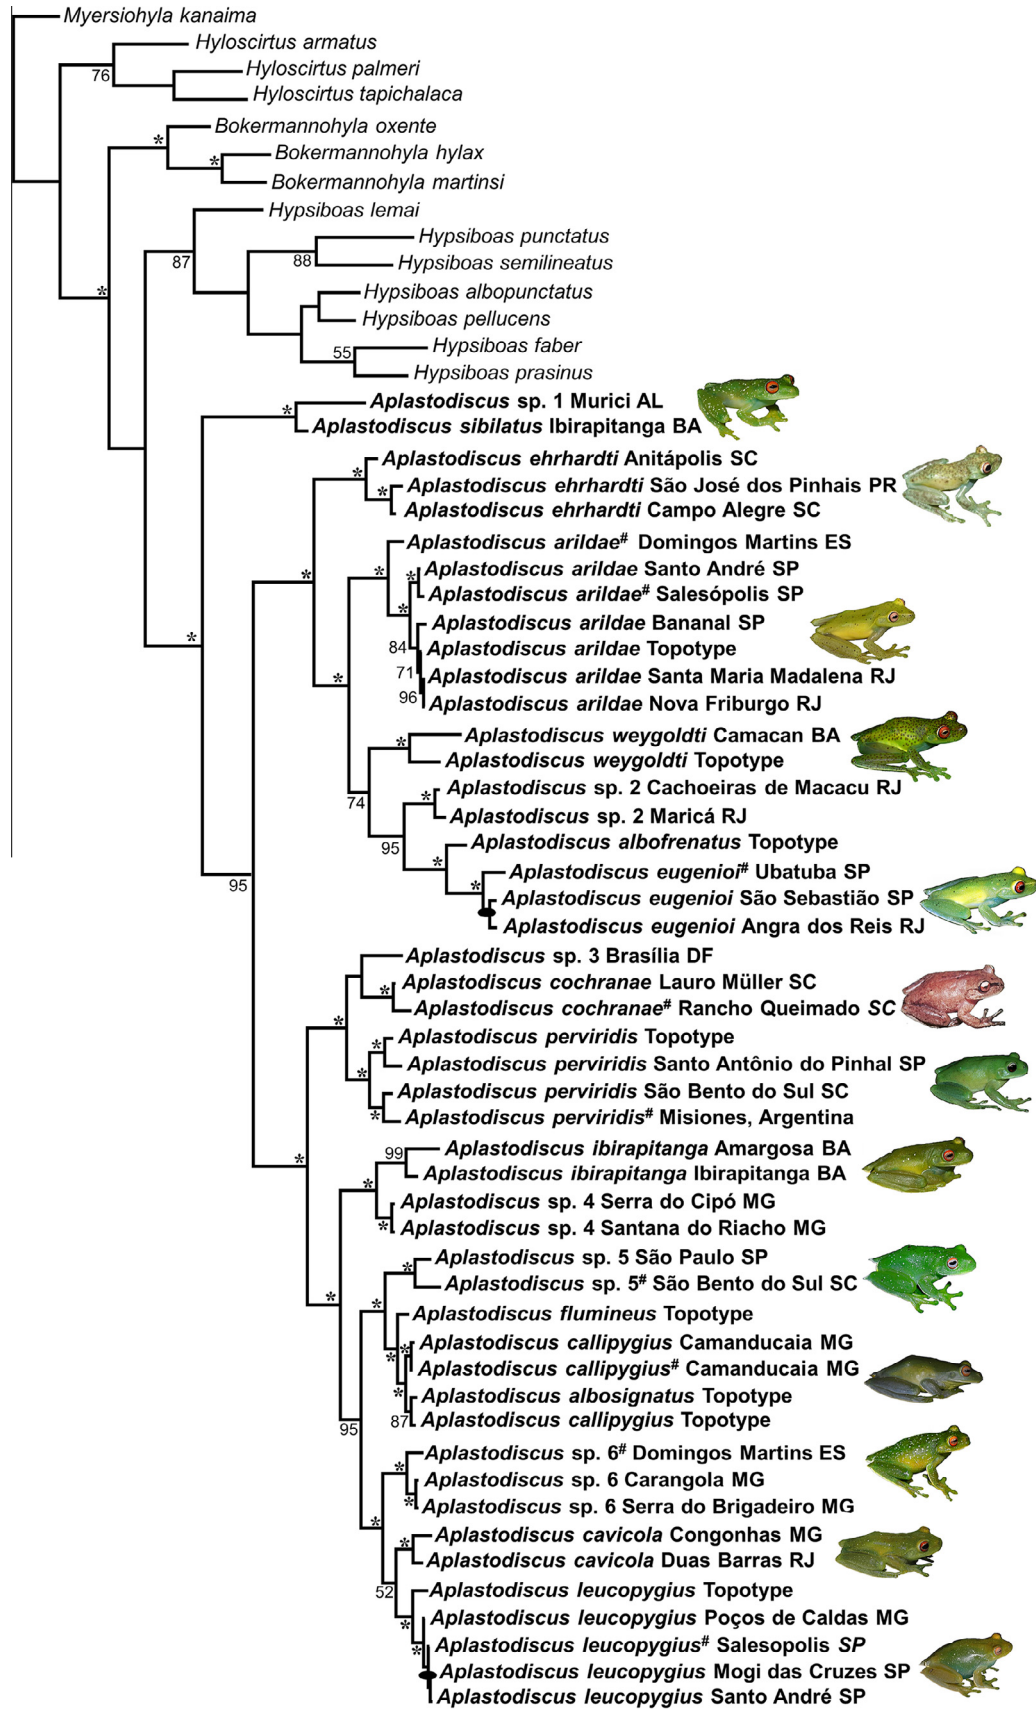 Myersiohyla kanaima
Hyloscirtus armatus
76
Hyloscirtus palmeri
Hyloscirtus tapichalaca
Bokermannohyla oxente
*
Bokermannohyla hylax
*
Bokermannohyla martinsi
Hypsiboas lemai
Hypsiboas punctatus
87
88
Hypsiboas semilineatus
*
Hypsiboas albopunctatus
Hypsiboas pellucens
Hypsiboas faber
55
Hypsiboas prasinus
Aplastodiscus sp. 1 Murici AL
*
Aplastodiscus sibilatus Ibirapitanga BA
Aplastodiscus ehrhardti Anitápolis SC
*
Aplastodiscus ehrhardti São José dos Pinhais PR
*
Aplastodiscus ehrhardti Campo Alegre SC
Aplastodiscus arildae# Domingos Martins ES
*
*
Aplastodiscus arildae Santo André SP
*
Aplastodiscus arildae# Salesópolis SP
*
Aplastodiscus arildae Bananal SP
*
84
Aplastodiscus arildae Topotype
71
Aplastodiscus arildae Santa Maria Madalena RJ
*
96
Aplastodiscus arildae Nova Friburgo RJ
Aplastodiscus weygoldti Camacan BA
*
Aplastodiscus weygoldti Topotype
Aplastodiscus sp. 2 Cachoeiras de Macacu RJ
*
74
Aplastodiscus sp. 2 Maricá RJ
95
Aplastodiscus albofrenatus Topotype
*
Aplastodiscus eugenioi# Ubatuba SP
95
*
Aplastodiscus eugenioi São Sebastião SP
Aplastodiscus eugenioi Angra dos Reis RJ
Aplastodiscus sp. 3 Brasília DF
Aplastodiscus cochranae Lauro Müller SC
*
Aplastodiscus cochranae# Rancho Queimado SC
*
Aplastodiscus perviridis Topotype
*
Aplastodiscus perviridis Santo Antônio do Pinhal SP
*
Aplastodiscus perviridis São Bento do Sul SC
*
Aplastodiscus perviridis# Misiones, Argentina
Aplastodiscus ibirapitanga Amargosa BA
99
*
Aplastodiscus ibirapitanga Ibirapitanga BA
*
Aplastodiscus sp. 4 Serra do Cipó MG
*
Aplastodiscus sp. 4 Santana do Riacho MG
Aplastodiscus sp. 5 São Paulo SP
*
Aplastodiscus sp. 5# São Bento do Sul SC
*
*
Aplastodiscus flumineus Topotype
Aplastodiscus callipygius Camanducaia MG
*
*
Aplastodiscus callipygius# Camanducaia MG
*
Aplastodiscus albosignatus Topotype
87
Aplastodiscus callipygius Topotype
95
Aplastodiscus sp. 6# Domingos Martins ES
*
Aplastodiscus sp. 6 Carangola MG
*
Aplastodiscus sp. 6 Serra do Brigadeiro MG
*
Aplastodiscus cavicola Congonhas MG
*
Aplastodiscus cavicola Duas Barras RJ
52
Aplastodiscus leucopygius Topotype
*
Aplastodiscus leucopygius Poços de Caldas MG
*
Aplastodiscus leucopygius# Salesopolis SP
Aplastodiscus leucopygius Mogi das Cruzes SP
Aplastodiscus leucopygius Santo André SP